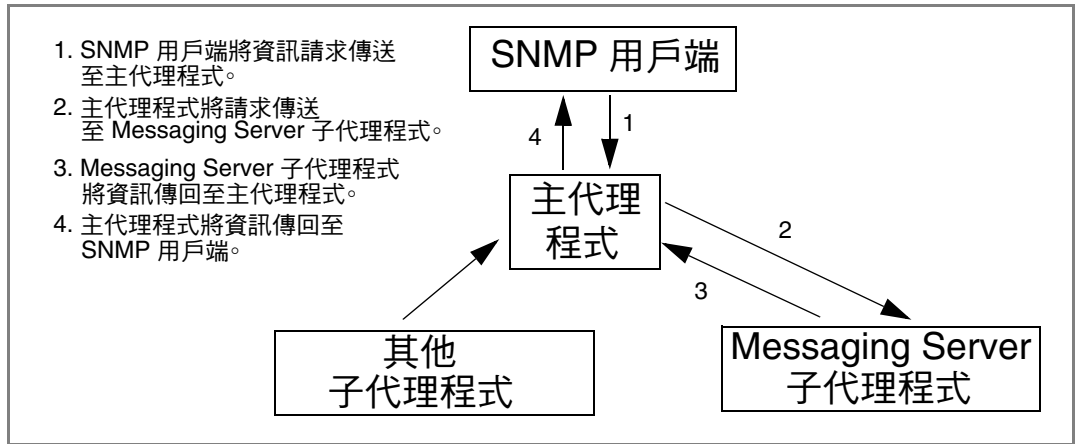 1. SNMP 用戶端將資訊請求傳送
至主代理程式。
2. 主代理程式將請求傳送
至 Messaging Server 子代理程式。
3. Messaging Server 子代理程式
將資訊傳回至主代理程式。
4. 主代理程式將資訊傳回至
SNMP 用戶端。
SNMP 用戶端
4
1
主代理
程式
2
3
其他
子代理程式
Messaging Server
子代理程式